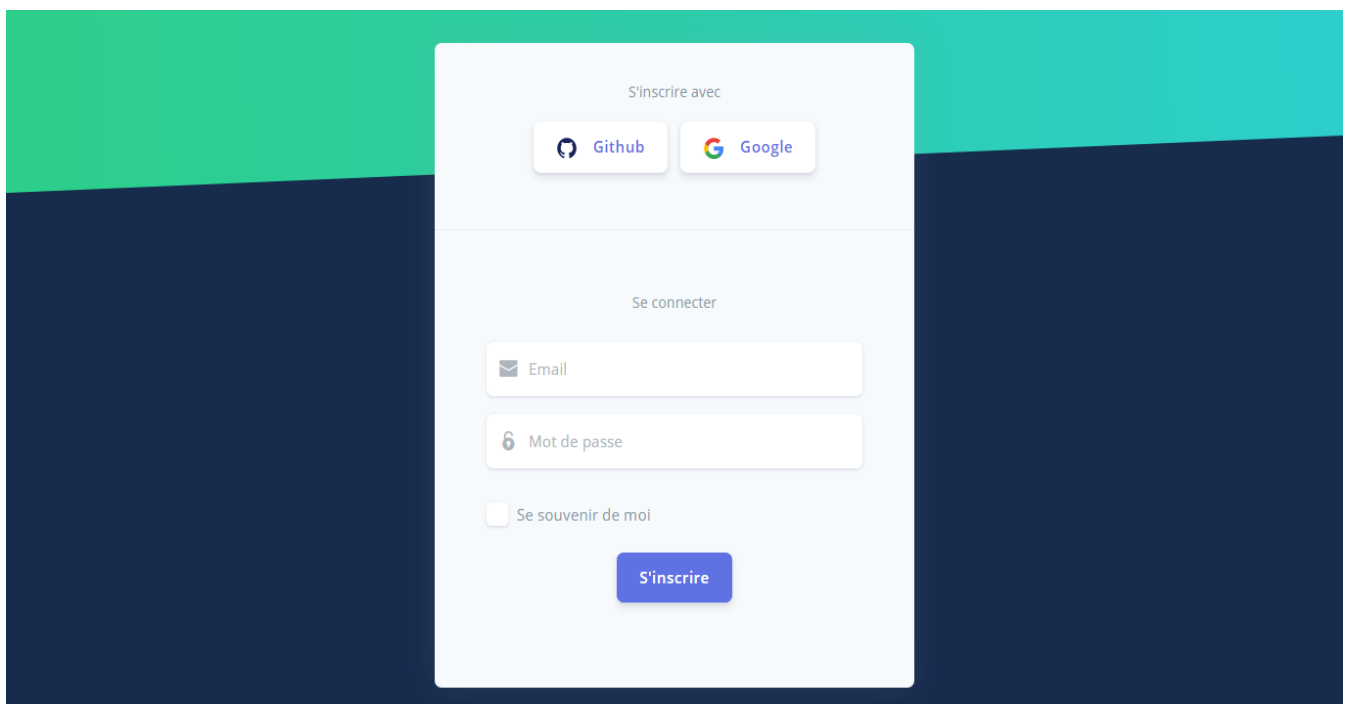 S'inscrire avec
Github Google
Se connecter
Email
Mot de passe
Se souvenir de moi
S'inscrire